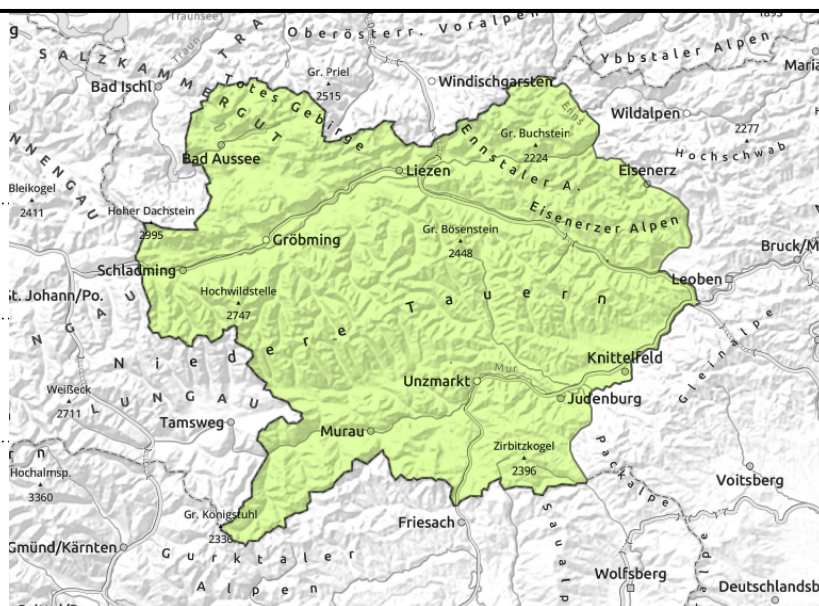 Traunsee
1893
Oberösterr. Voralpen
Ybbstaler Alpen
SALZKAMMERGUT
Traun
Maria
Gr. Priel
2515
Windischgarsten
Bad Ischl
Totes Gebirge
Enns
Wildalpen
2277
Hochschwab
Gr. Buchstein
2224
Ennstaler A.
Bad Aussee
Liezen
Eisenerz
Bleikogel
2411
Hoher Dachstein
2995
Eisenerzer Alpen
Gröbming
Gr. Bösenstein
2448
Bruck/M
Schladming
Leoben
St. Johann/Po.
Hochwildstelle
2747
Niedere Tauern
Gleinalpe
Knittelfeld
Mur
Unzmarkt
Judenburg
Weißeck
2711
LUNGAU
Tamsweg
Murau
Zirbitzkogel
2396
Packalpe
Voitsberg
Hochalmsp.
3360
Gr. Königstuhl
2336
Friesach
Gmünd/Kärnten
Gurktaler
Alpen
Saualp
Wolfsberg
Deutschlandsb